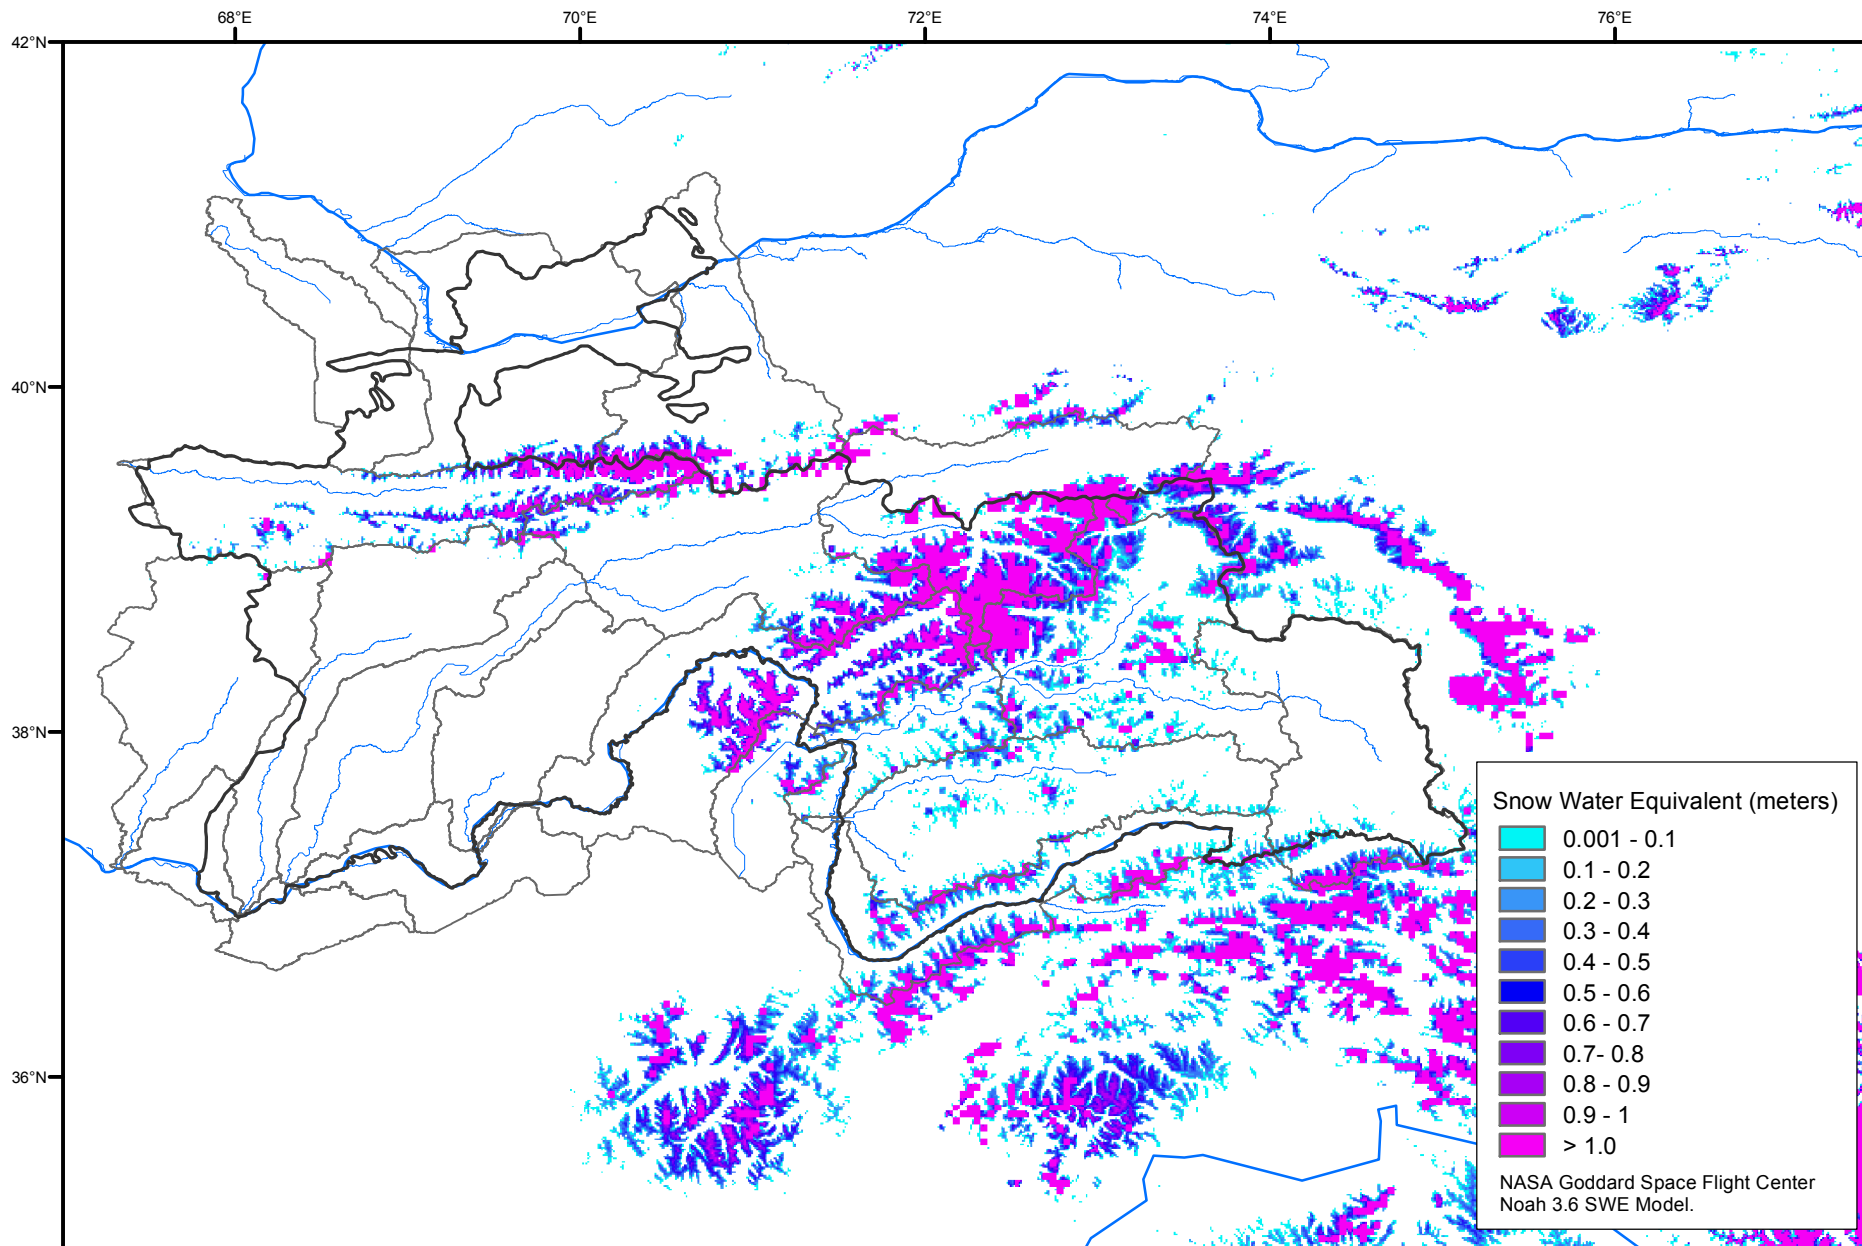 68°E
70°E
72°E
74°E
76°E
42°N
40°N
38°N
36°N
Snow Water Equivalent (meters)
0.001 - 0.1
0.1 - 0.2
0.2 - 0.3
0.3 - 0.4
0.4 - 0.5
0.5 - 0.6
0.6 - 0.7
0.7- 0.8
0.8 - 0.9
0.9 - 1
> 1.0
NASA Goddard Space Flight Center
Noah 3.6 SWE Model.